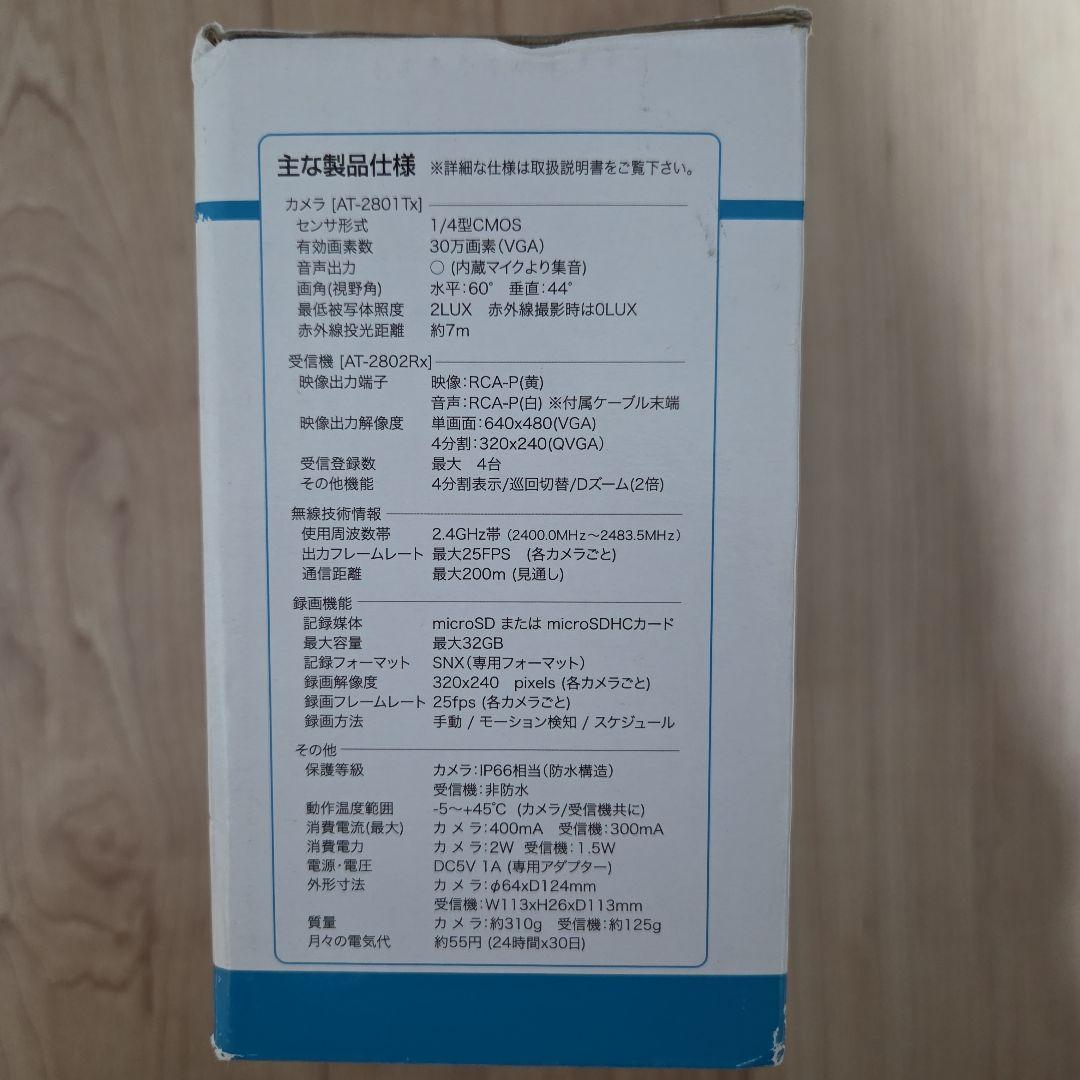 主な製品仕様 ※詳細な仕様は取扱説明書をご覧下さい。
カメラ [AT-2801Tx]
センサ形式 1/4型CMOS
有効画素数 30万画素(VGA)
音声出力 ○ (内蔵マイクより集音)
画角(視野角) 水平:60° 垂直:44°
最低被写体照度 2LUX 赤外線撮影時は0LUX
赤外線投光距離 約7m
受信機 [AT-2802Rx]
映像出力端子 映像:RCA-P(黄)
音声:RCA-P(白) ※付属ケーブル末端
映像出力解像度 単画面:640x480(VGA)
4分割:320x240(QVGA)
受信登録数 最大 4台
その他機能 4分割表示/巡回切替/Dズーム(2倍)
無線技術情報
使用周波数帯 2.4GHz帯 (2400.0MHz～2483.5MHz)
出力フレームレート 最大25FPS (各カメラごと)
通信距離 最大200m (見通し)
録画機能
記録媒体 microSD または microSDHCカード
最大容量 最大32GB
記録フォーマット SNX(専用フォーマット)
録画解像度 320x240 pixels (各カメラごと)
録画フレームレート 25fps (各カメラごと)
録画方法 手動 / モーション検知 / スケジュール
その他
保護等級 カメラ:IP66相当(防水構造)
受信機:非防水
動作温度範囲 -5～+45℃ (カメラ/受信機共に)
消費電流(最大) カメラ:400mA 受信機:300mA
消費電力 カメラ:2W 受信機:1.5W
電源・電圧 DC5V 1A (専用アダプター)
外形寸法 カメラ:φ64xD124mm
受信機:W113xH26xD113mm
質量 カメラ:約310g 受信機:約125g
月々の電気代 約55円 (24時間x30日)